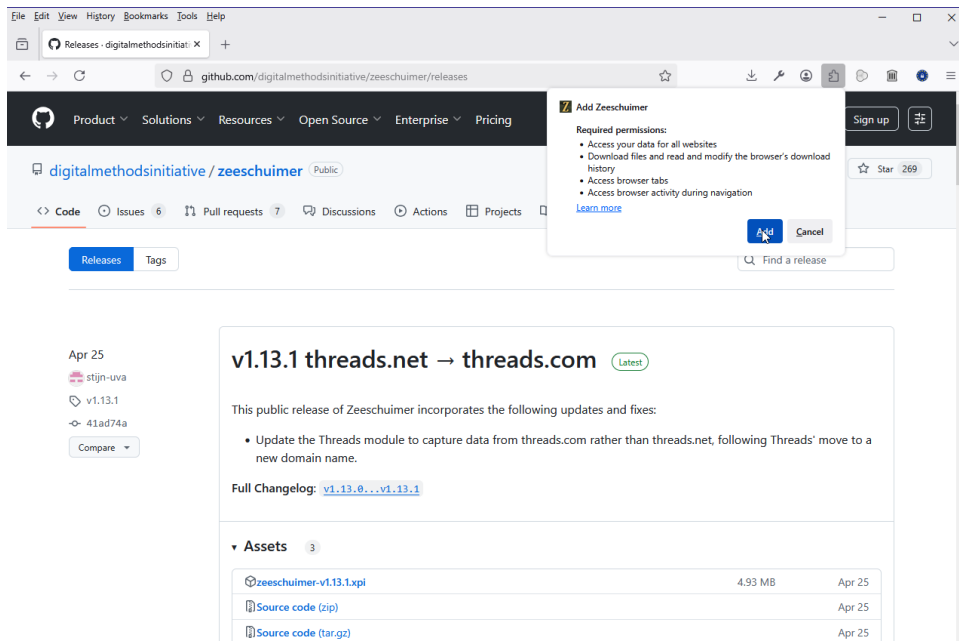 File Edit View History Bookmarks Tools Help
Releases · digitalmethodsinitiati
github.com/digitalmethodsinitiative/zeeschuimer/releases
Product Solutions Resources Open Source Enterprise Pricing
Sign up
Z Add Zeeschuimer
Required permissions:
• Access your data for all websites
• Download files and read and modify the browser's download
history
• Access browser tabs
• Access browser activity during navigation
Learn more
Add Cancel
digitalmethodsinitiative / zeeschuimer Public
Star 269
Code Issues 6 Pull requests 7 Discussions Actions Projects
Releases Tags
Find a release
Apr 25
stijn-uva
v1.13.1
41ad74a
Compare
v1.13.1 threads.net → threads.com Latest
This public release of Zeeschuimer incorporates the following updates and fixes:
• Update the Threads module to capture data from threads.com rather than threads.net, following Threads' move to a
new domain name.
Full Changelog: v1.13.0...v1.13.1
Assets 3
zeeschuimer-v1.13.1.xpi 4.93 MB Apr 25
Source code (zip) Apr 25
Source code (tar.gz) Apr 25